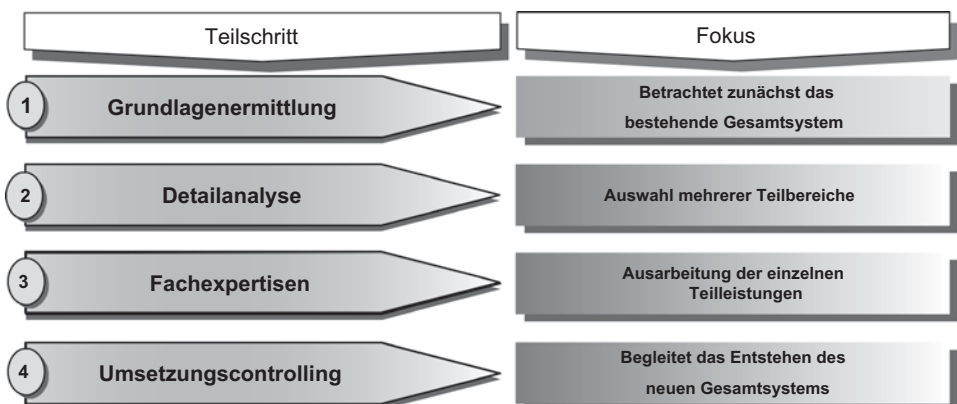 Teilschritt
Fokus
1
Grundlagenermittlung
Betrachtet zunächst das
bestehende Gesamtsystem
2
Detailanalyse
Auswahl mehrerer Teilbereiche
3
Fachexpertisen
Ausarbeitung der einzelnen
Teilleistungen
4
Umsetzungscontrolling
Begleitet das Entstehen des
neuen Gesamtsystems